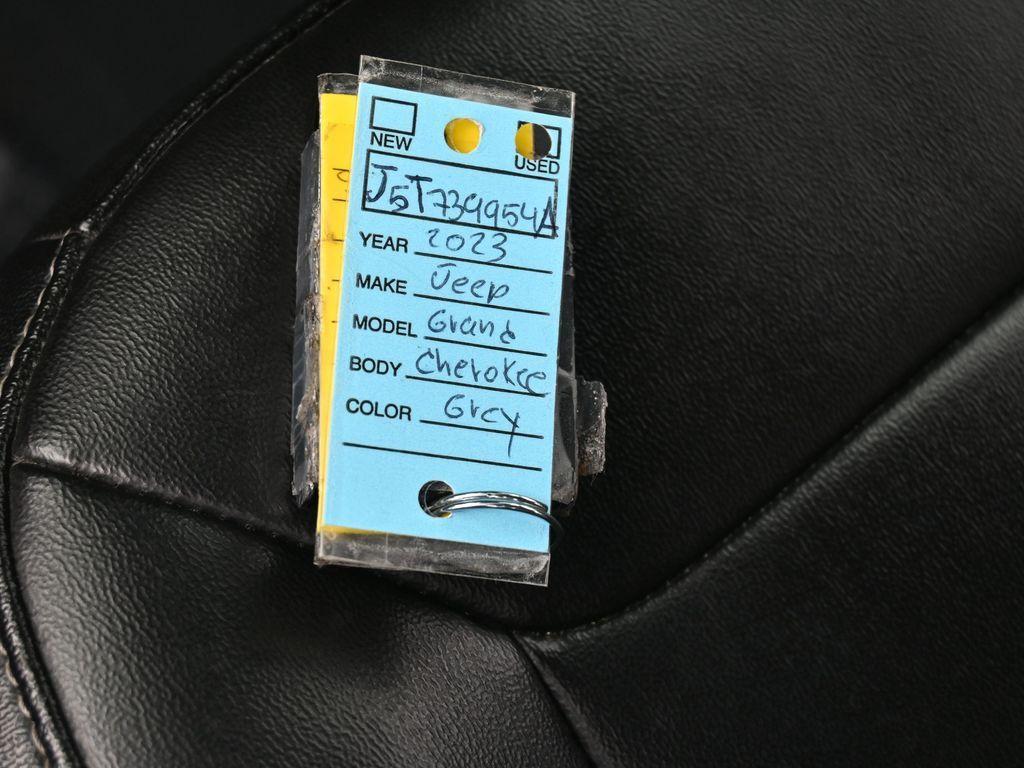 NEW USED
J5T739954A
YEAR 2023
MAKE Jeep
MODEL Grand
BODY Cherokee
COLOR Grey